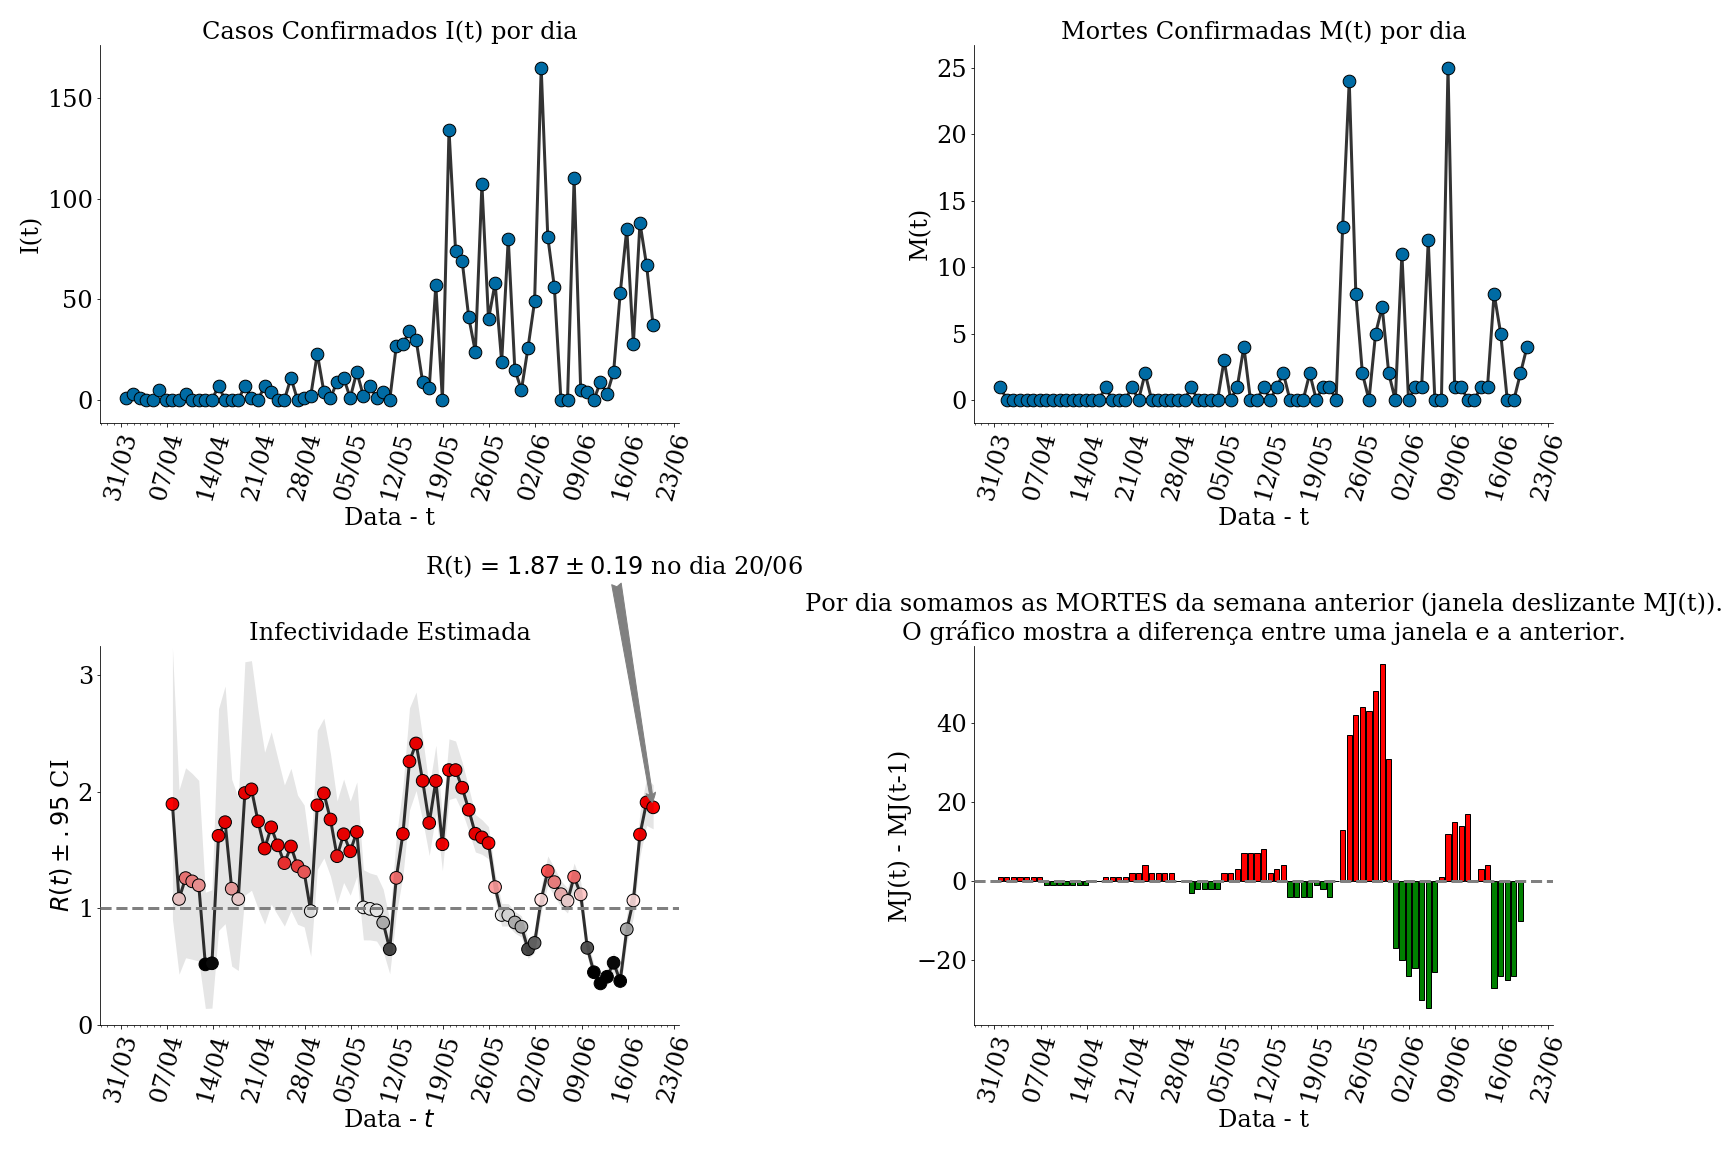 Casos Confirmados I(t) por dia
I(t)
150
100
50
0
31/03 07/04 14/04 21/04 28/04 05/05 12/05 19/05 26/05 02/06 09/06 16/06 23/06
Data - t
Mortes Confirmadas M(t) por dia
M(t)
25
20
15
10
5
0
31/03 07/04 14/04 21/04 28/04 05/05 12/05 19/05 26/05 02/06 09/06 16/06 23/06
Data - t
R(t) = 1.87 ± 0.19 no dia 20/06
Infectividade Estimada
R(t) ± .95 CI
3
2
1
0
31/03 07/04 14/04 21/04 28/04 05/05 12/05 19/05 26/05 02/06 09/06 16/06 23/06
Data - t
Por dia somamos as MORTES da semana anterior (janela deslizante MJ(t)).
O gráfico mostra a diferença entre uma janela e a anterior.
MJ(t) - MJ(t-1)
40
20
0
−20
31/03 07/04 14/04 21/04 28/04 05/05 12/05 19/05 26/05 02/06 09/06 16/06 23/06
Data - t